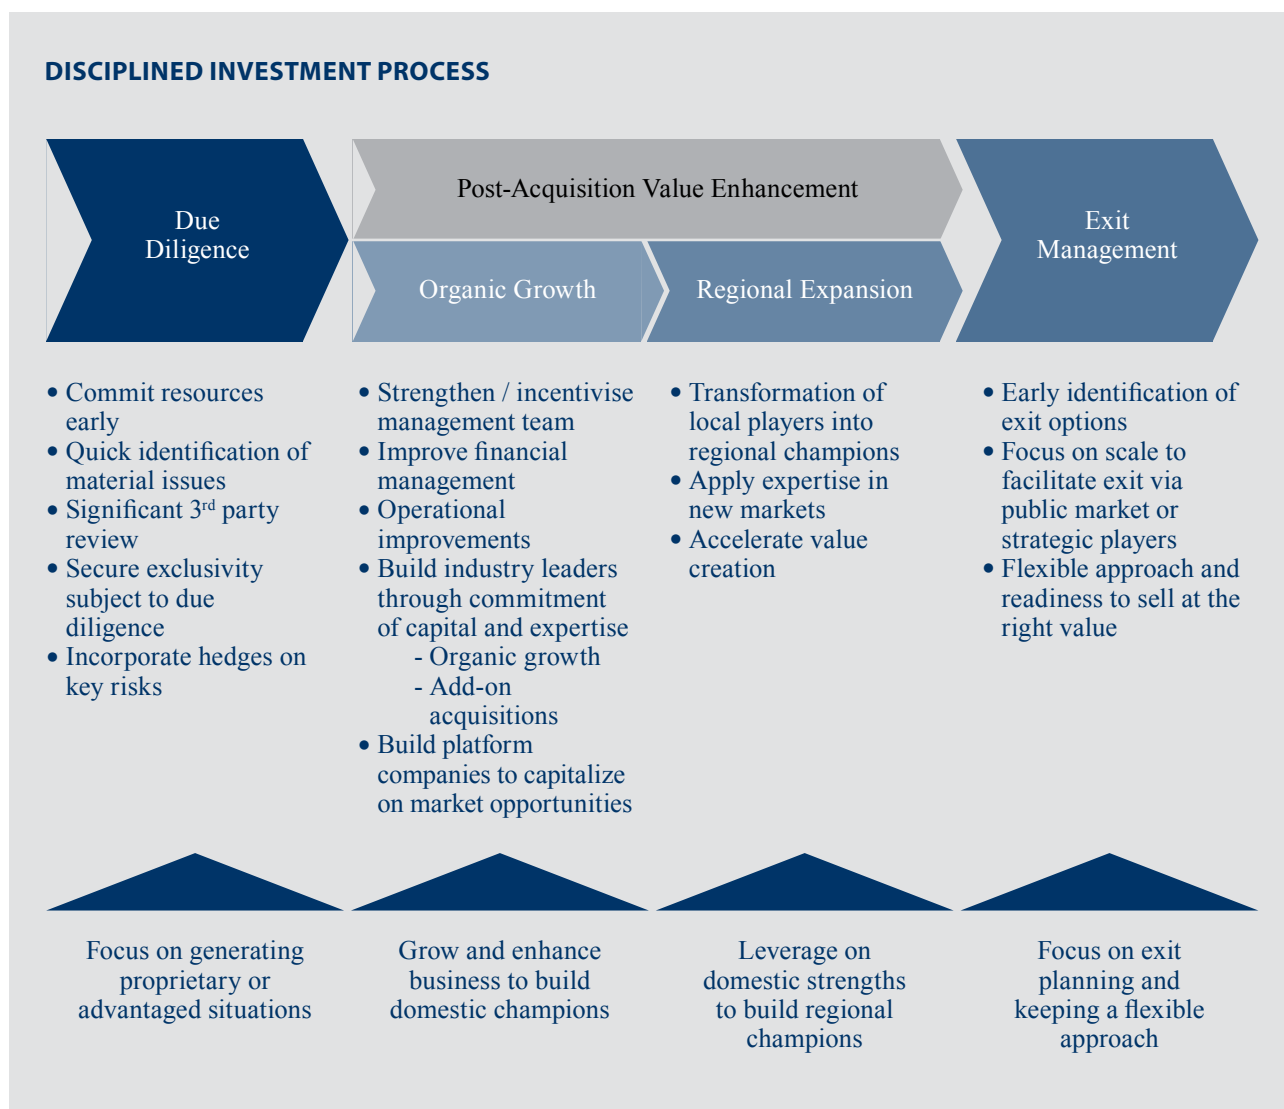 DISCIPLINED INVESTMENT PROCESS
Due
Diligence
Post-Acquisition Value Enhancement
Organic Growth
Regional Expansion
Exit
Management
• Commit resources
early
• Quick identification of
material issues
• Significant 3rd party
review
• Secure exclusivity
subject to due
diligence
• Incorporate hedges on
key risks
• Strengthen / incentivise
management team
• Improve financial
management
• Operational
improvements
• Build industry leaders
through commitment
of capital and expertise
- Organic growth
- Add-on
acquisitions
• Build platform
companies to capitalize
on market opportunities
• Transformation of
local players into
regional champions
• Apply expertise in
new markets
• Accelerate value
creation
• Early identification of
exit options
• Focus on scale to
facilitate exit via
public market or
strategic players
• Flexible approach and
readiness to sell at the
right value
Focus on generating
proprietary or
advantaged situations
Grow and enhance
business to build
domestic champions
Leverage on
domestic strengths
to build regional
champions
Focus on exit
planning and
keeping a flexible
approach